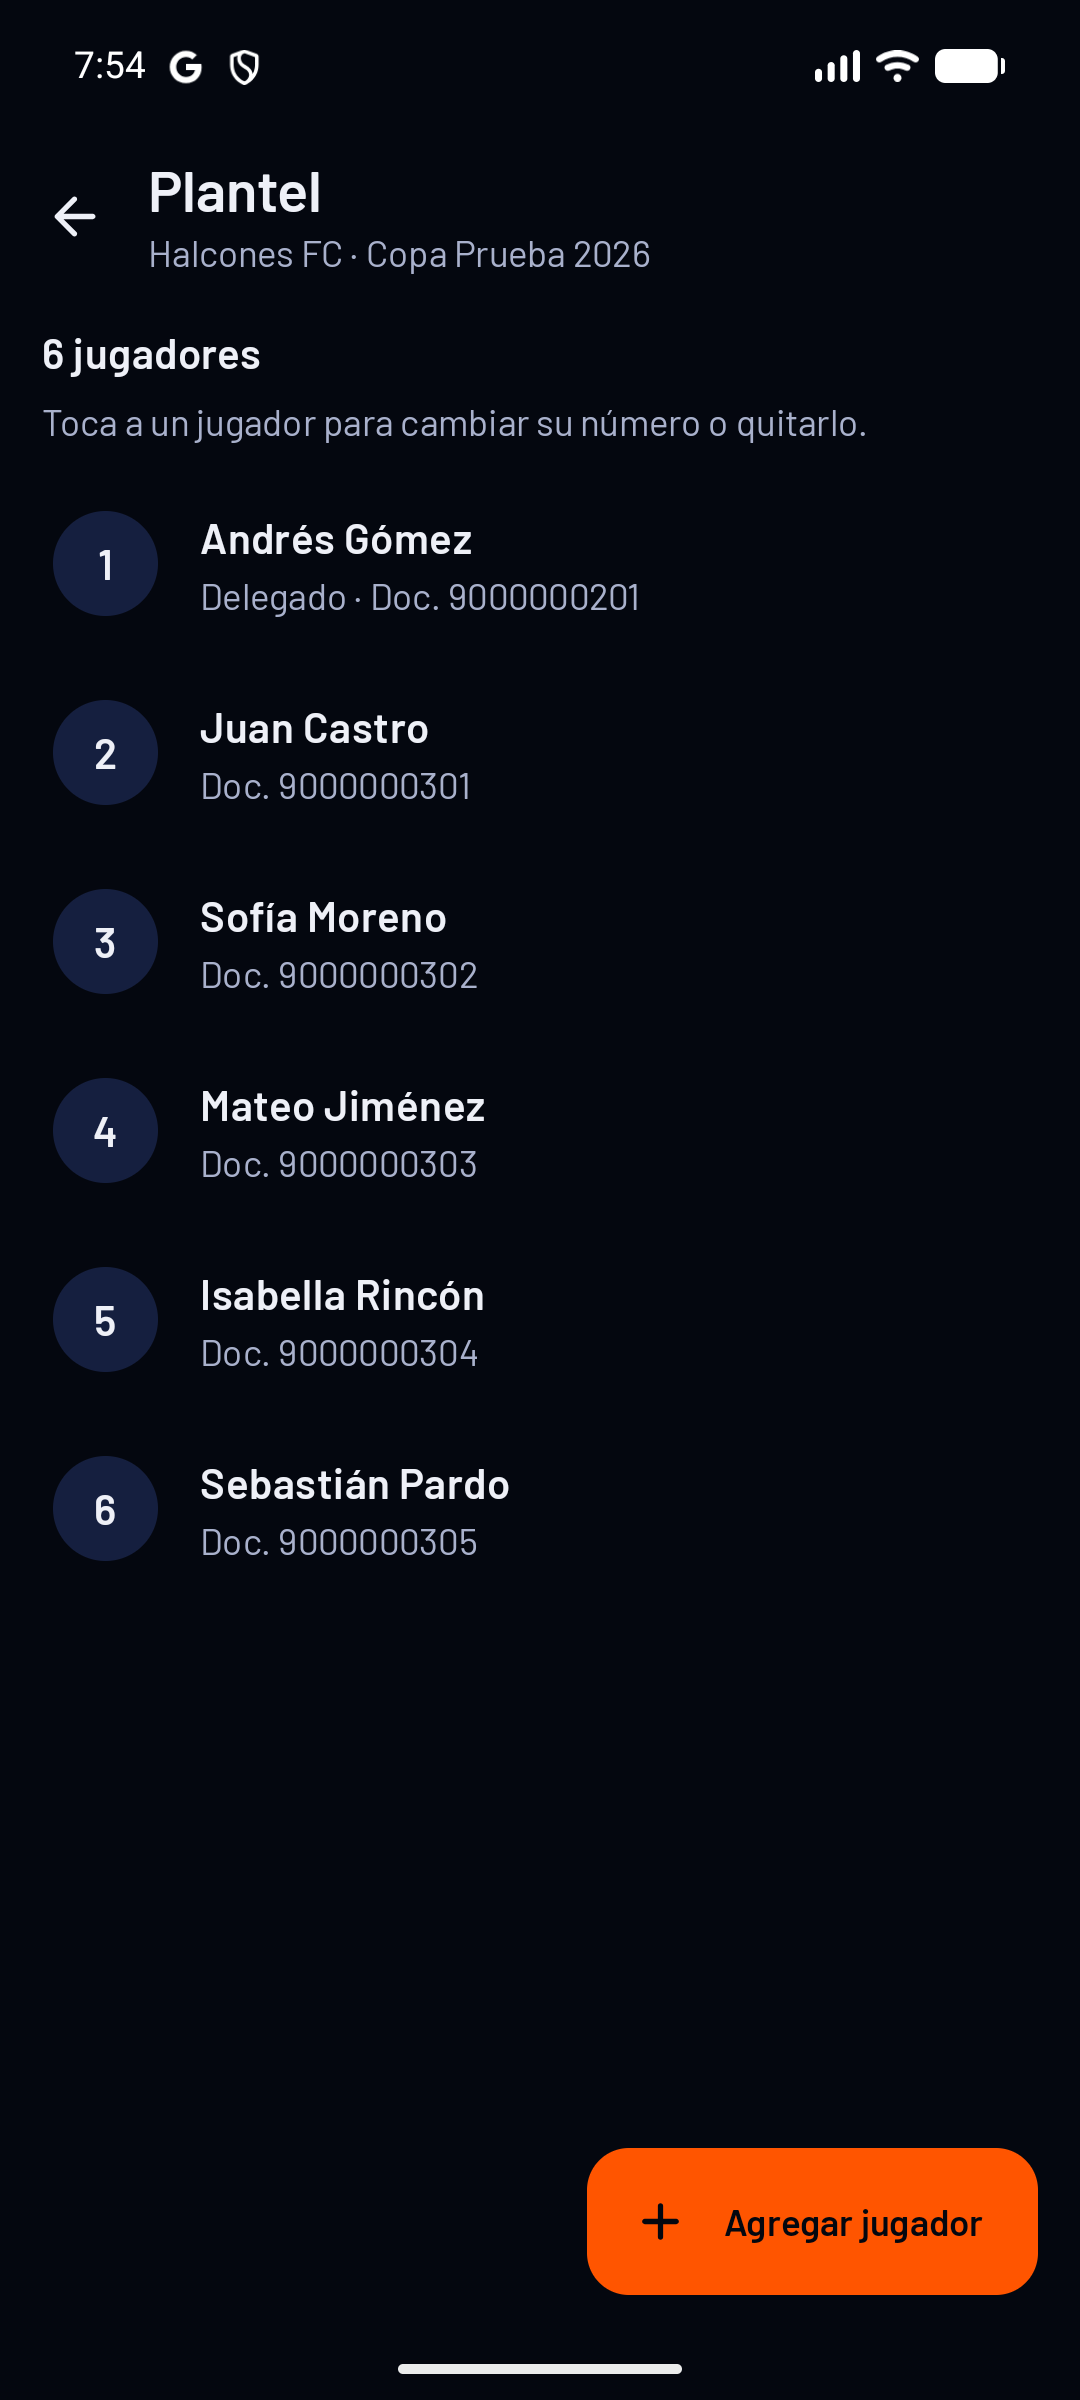 7:54
Plantel
Halcones FC · Copa Prueba 2026
6 jugadores
Toca a un jugador para cambiar su número o quitarlo.
1
Andrés Gómez
Delegado · Doc. 9000000201
2
Juan Castro
Doc. 9000000301
3
Sofía Moreno
Doc. 9000000302
4
Mateo Jiménez
Doc. 9000000303
5
Isabella Rincón
Doc. 9000000304
6
Sebastián Pardo
Doc. 9000000305
Agregar jugador